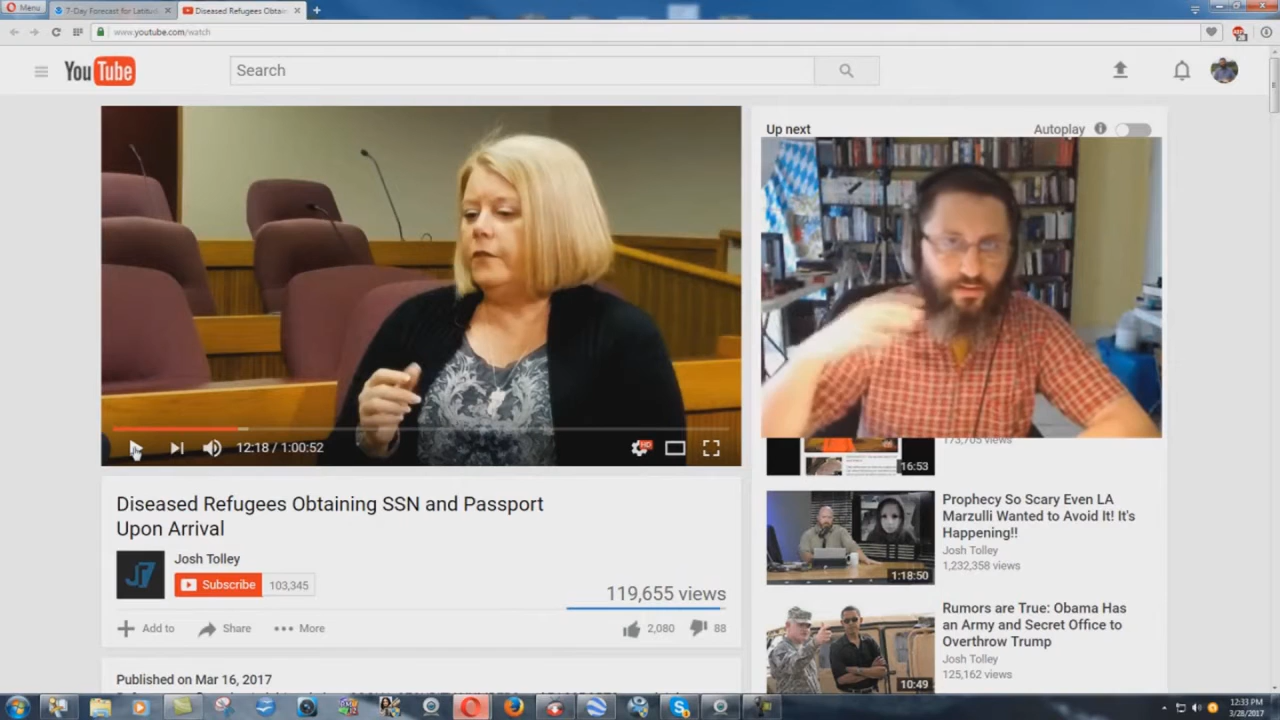 Menu
7-Day Forecast for Latitud
Diseased Refugees Obtain
www.youtube.com/watch
YouTube
Search
Up next
Autoplay
12:18 / 1:00:52
HD
173,705 views
16:53
Diseased Refugees Obtaining SSN and Passport
Upon Arrival
Josh Tolley
Subscribe 103,345
119,655 views
Add to
Share
More
2,080
88
Published on Mar 16, 2017
Prophecy So Scary Even LA
Marzulli Wanted to Avoid It! It's
Happening!!
Josh Tolley
1,232,358 views
1:18:50
Rumors are True: Obama Has
an Army and Secret Office to
Overthrow Trump
Josh Tolley
125,162 views
10:49
12:33 PM
3/28/2017